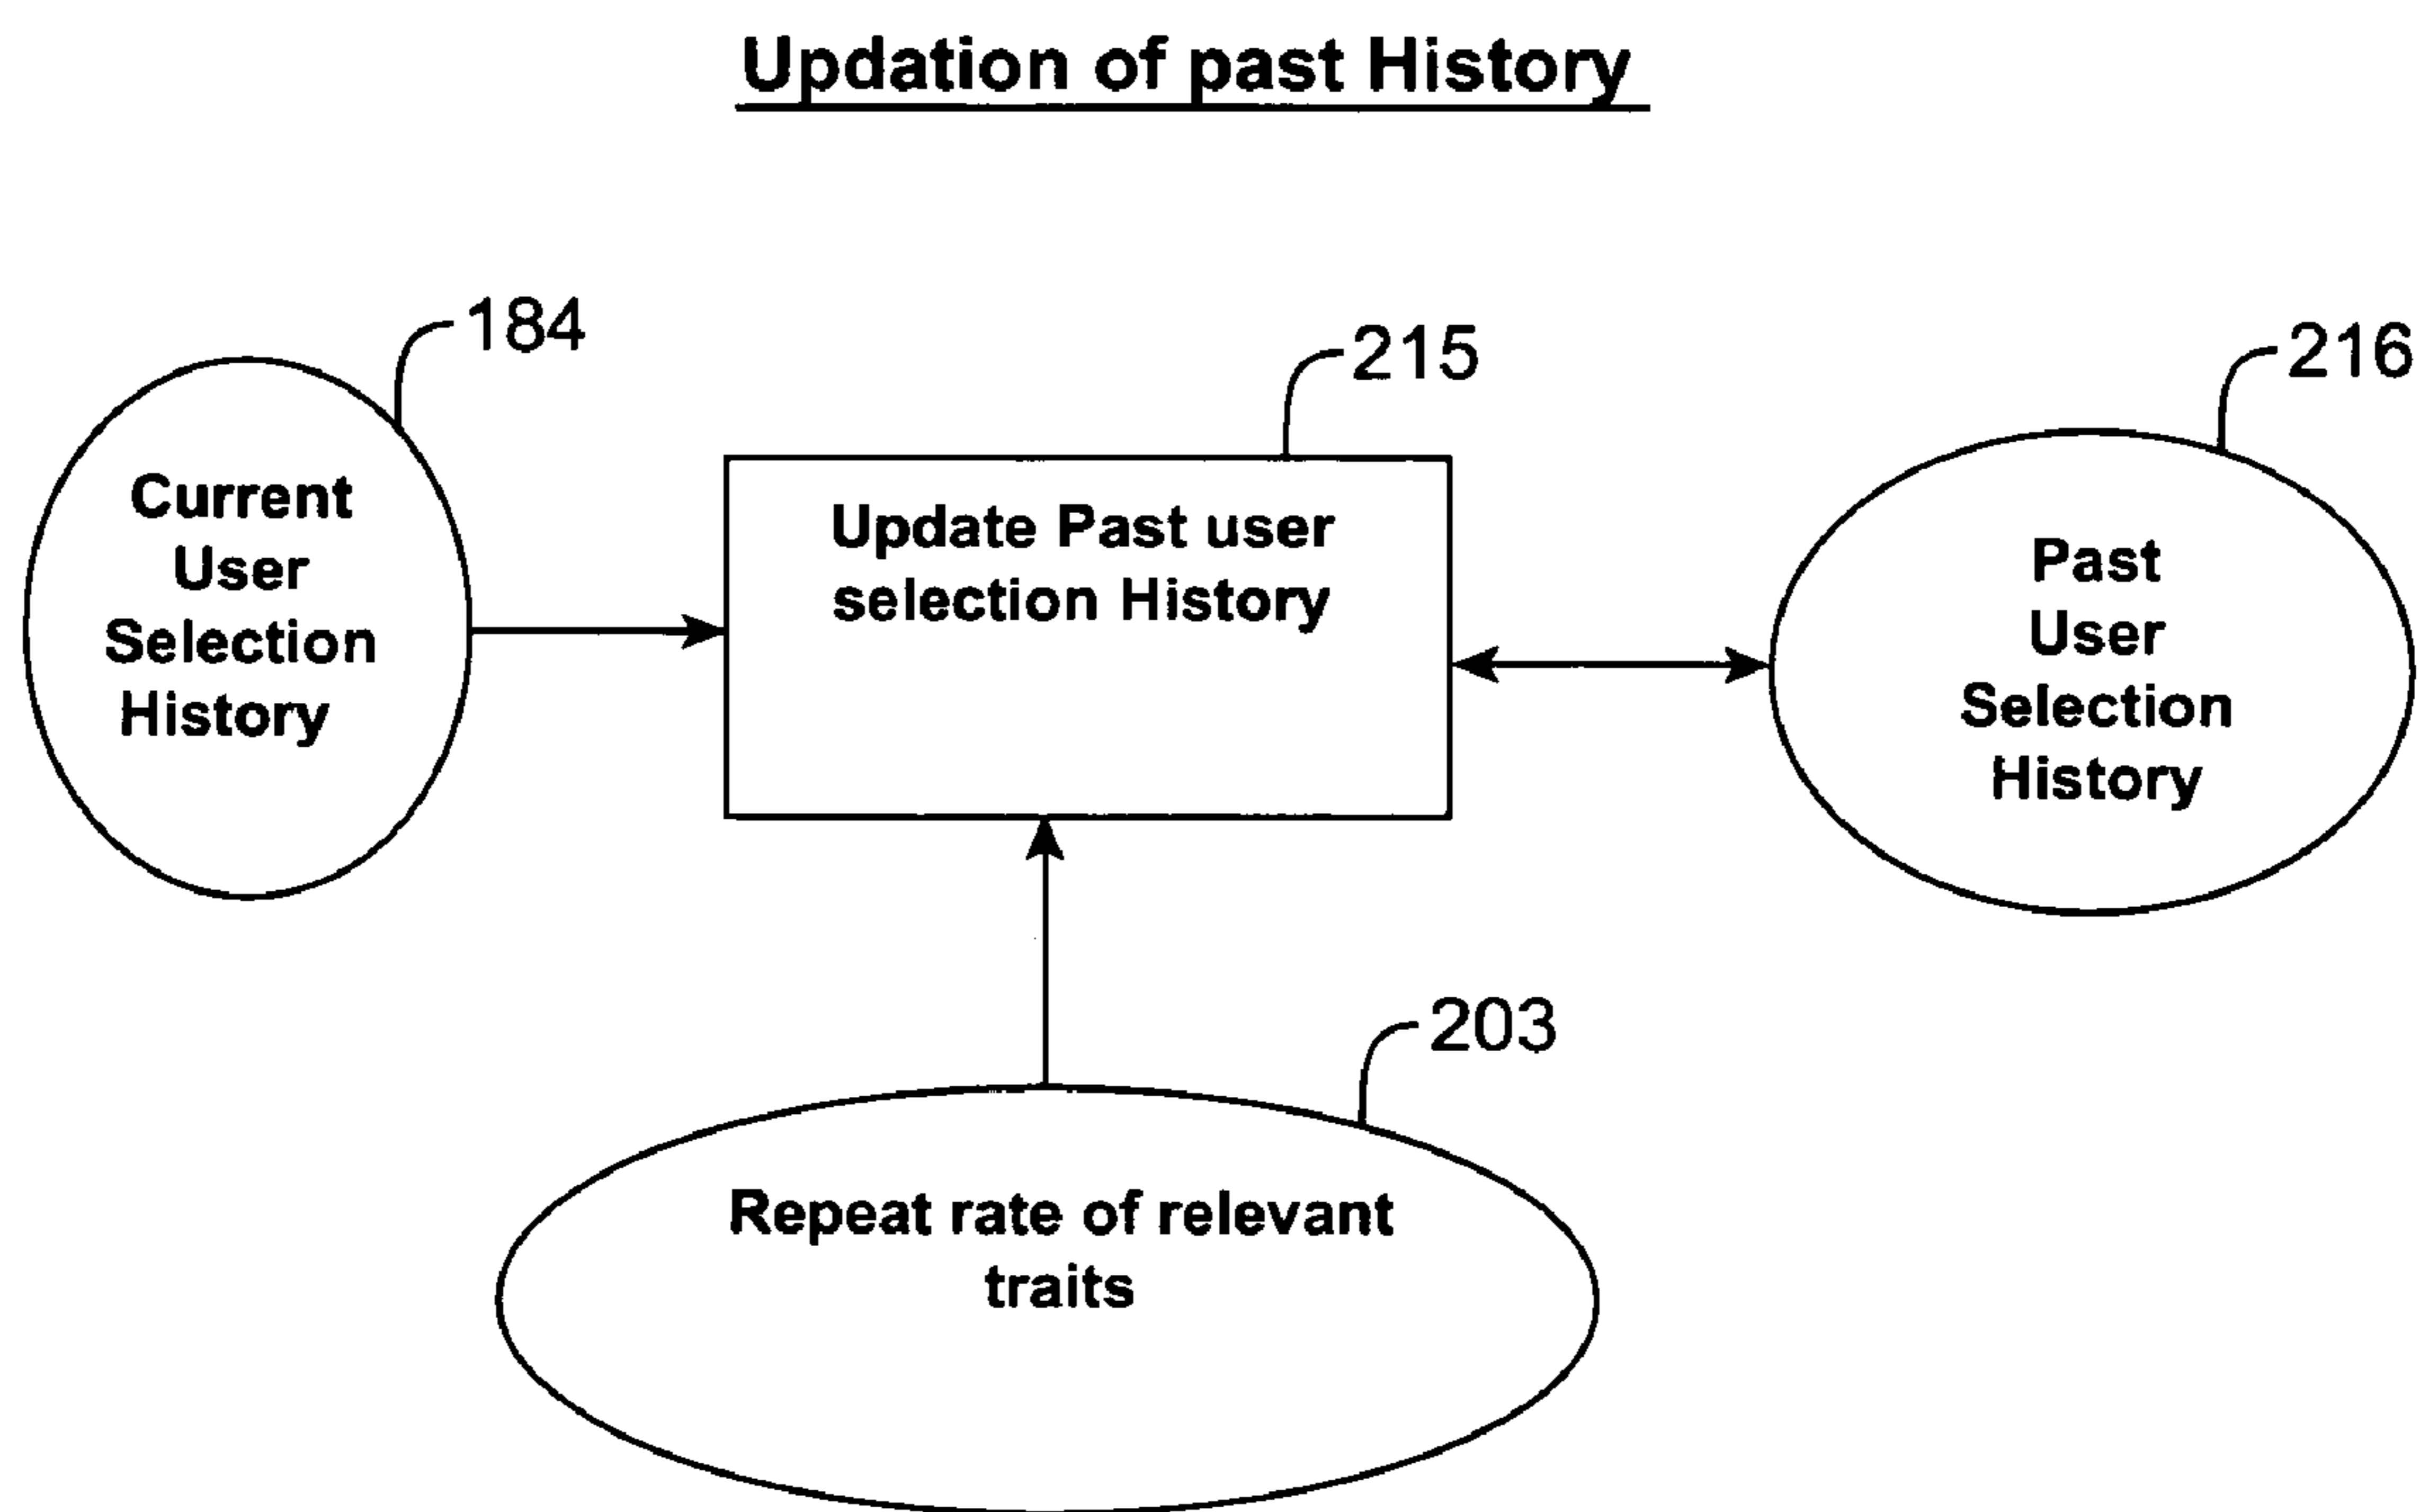 Updation of past History
184
215
216
Current
User
Selection
History
Update Past user
selection History
Past
User
Selection
History
203
Repeat rate of relevant
traits